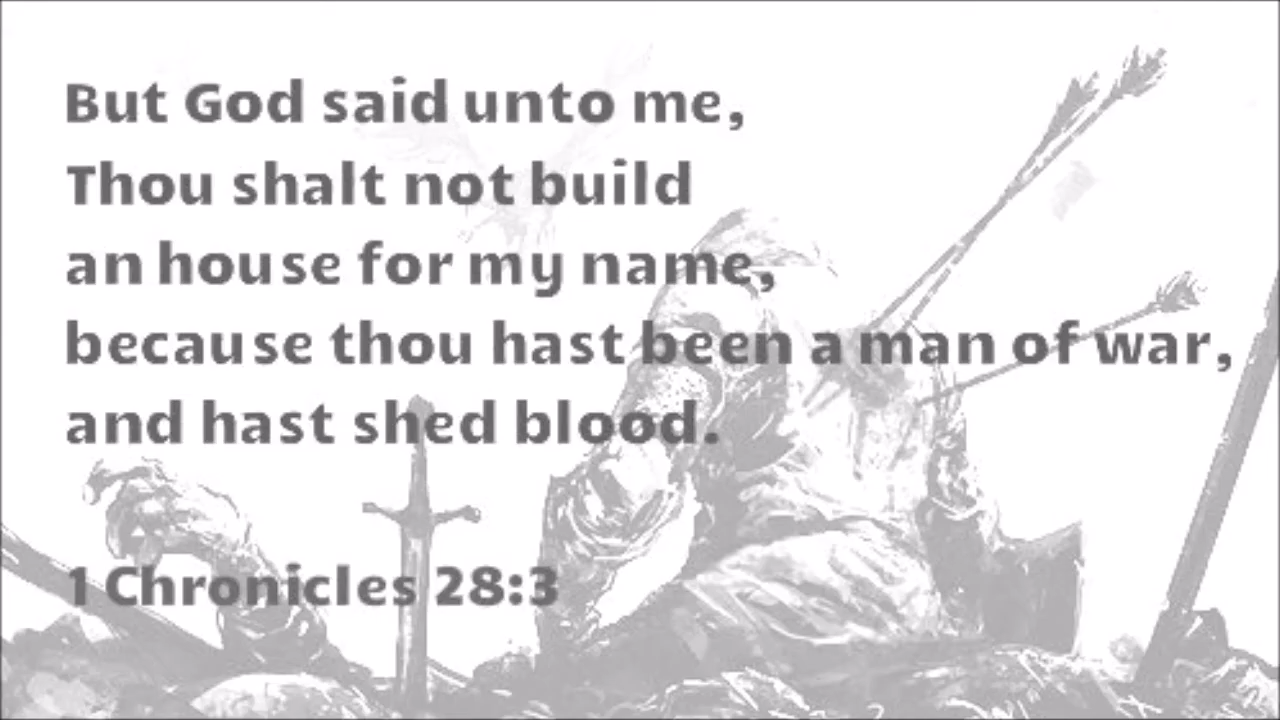 But God said unto me,
Thou shalt not build
an house for my name,
because thou hast been a man of war,
and hast shed blood.
1 Chronicles 28:3